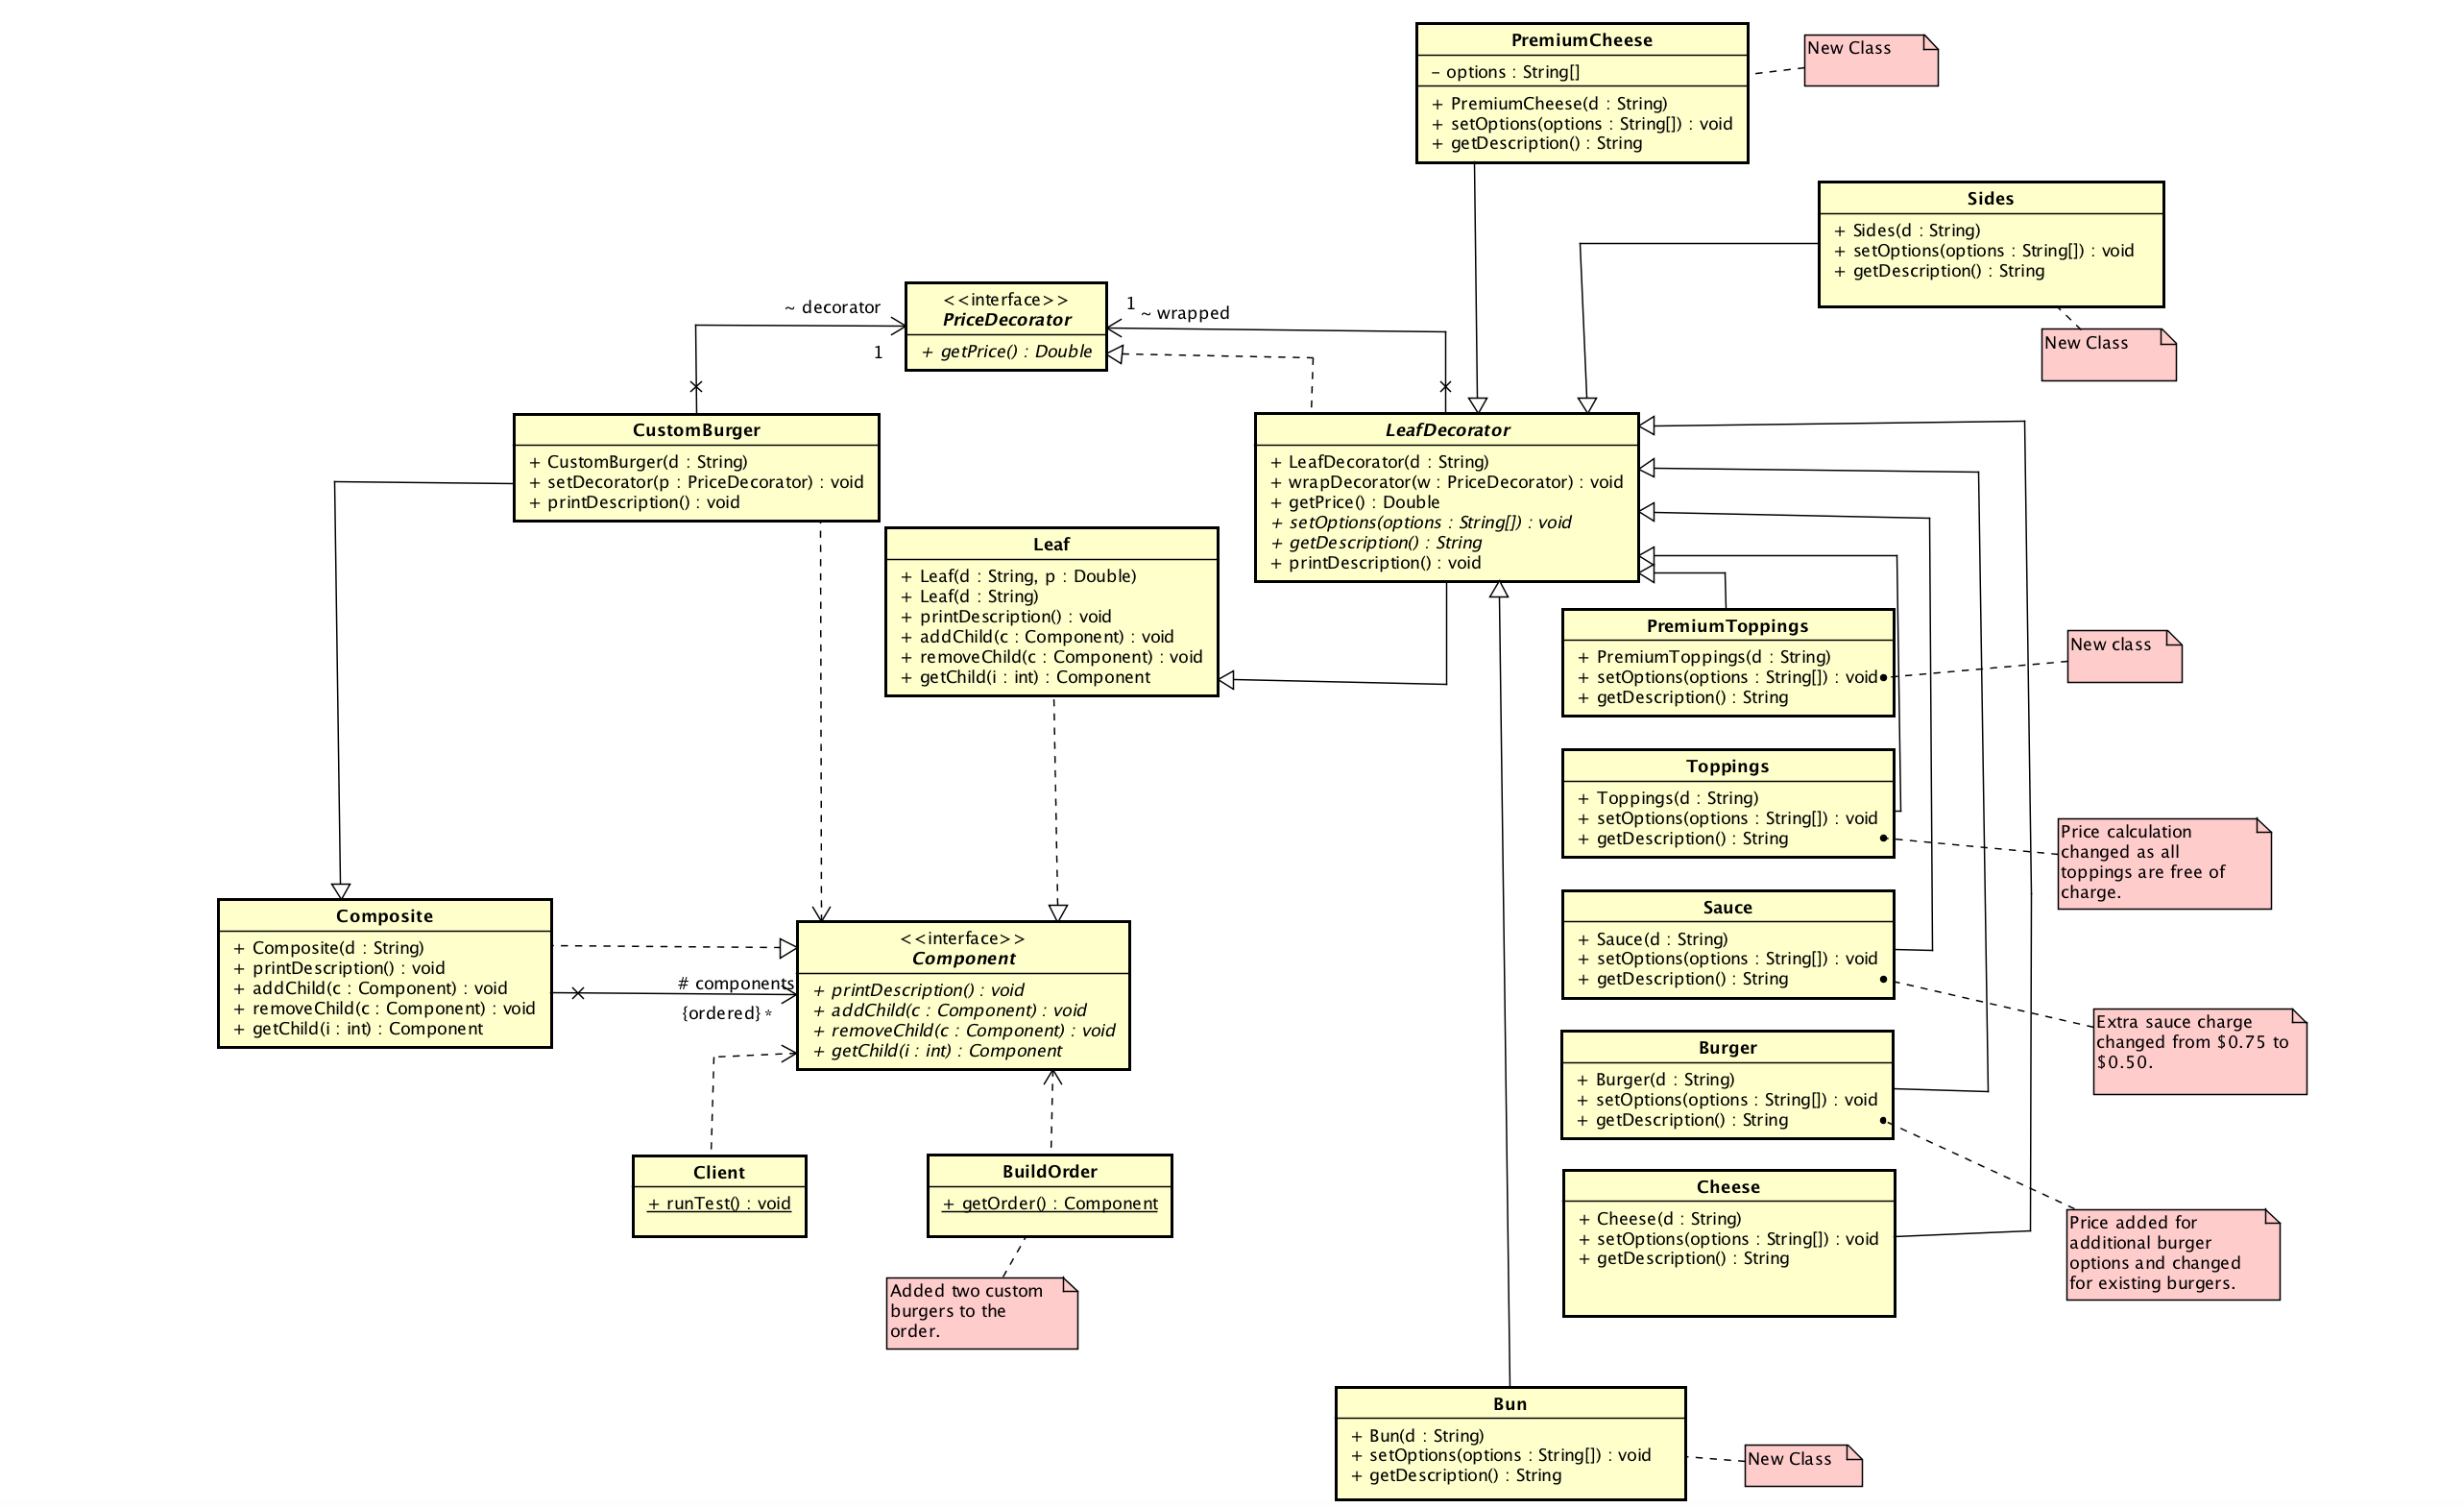 PremiumCheese
– options : String[]
+ PremiumCheese(d : String)
+ setOptions(options : String[]) : void
+ getDescription() : String
New Class
Sides
+ Sides(d : String)
+ setOptions(options : String[]) : void
+ getDescription() : String
New Class
<<interface>>
PriceDecorator
+ getPrice() : Double
~ decorator
1
1
~ wrapped
CustomBurger
+ CustomBurger(d : String)
+ setDecorator(p : PriceDecorator) : void
+ printDescription() : void
LeafDecorator
+ LeafDecorator(d : String)
+ wrapDecorator(w : PriceDecorator) : void
+ getPrice() : Double
+ setOptions(options : String[]) : void
+ getDescription() : String
+ printDescription() : void
Leaf
+ Leaf(d : String, p : Double)
+ Leaf(d : String)
+ printDescription() : void
+ addChild(c : Component) : void
+ removeChild(c : Component) : void
+ getChild(i : int) : Component
PremiumToppings
+ PremiumToppings(d : String)
+ setOptions(options : String[]) : void
+ getDescription() : String
New class
Toppings
+ Toppings(d : String)
+ setOptions(options : String[]) : void
+ getDescription() : String
Price calculation
changed as all
toppings are free of
charge.
Composite
+ Composite(d : String)
+ printDescription() : void
+ addChild(c : Component) : void
+ removeChild(c : Component) : void
+ getChild(i : int) : Component
# components
{ordered} *
<<interface>>
Component
+ printDescription() : void
+ addChild(c : Component) : void
+ removeChild(c : Component) : void
+ getChild(i : int) : Component
Sauce
+ Sauce(d : String)
+ setOptions(options : String[]) : void
+ getDescription() : String
Extra sauce charge
changed from $0.75 to
$0.50.
Burger
+ Burger(d : String)
+ setOptions(options : String[]) : void
+ getDescription() : String
Price added for
additional burger
options and changed
for existing burgers.
Client
+ runTest() : void
BuildOrder
+ getOrder() : Component
Added two custom
burgers to the
order.
Cheese
+ Cheese(d : String)
+ setOptions(options : String[]) : void
+ getDescription() : String
Bun
+ Bun(d : String)
+ setOptions(options : String[]) : void
+ getDescription() : String
New Class